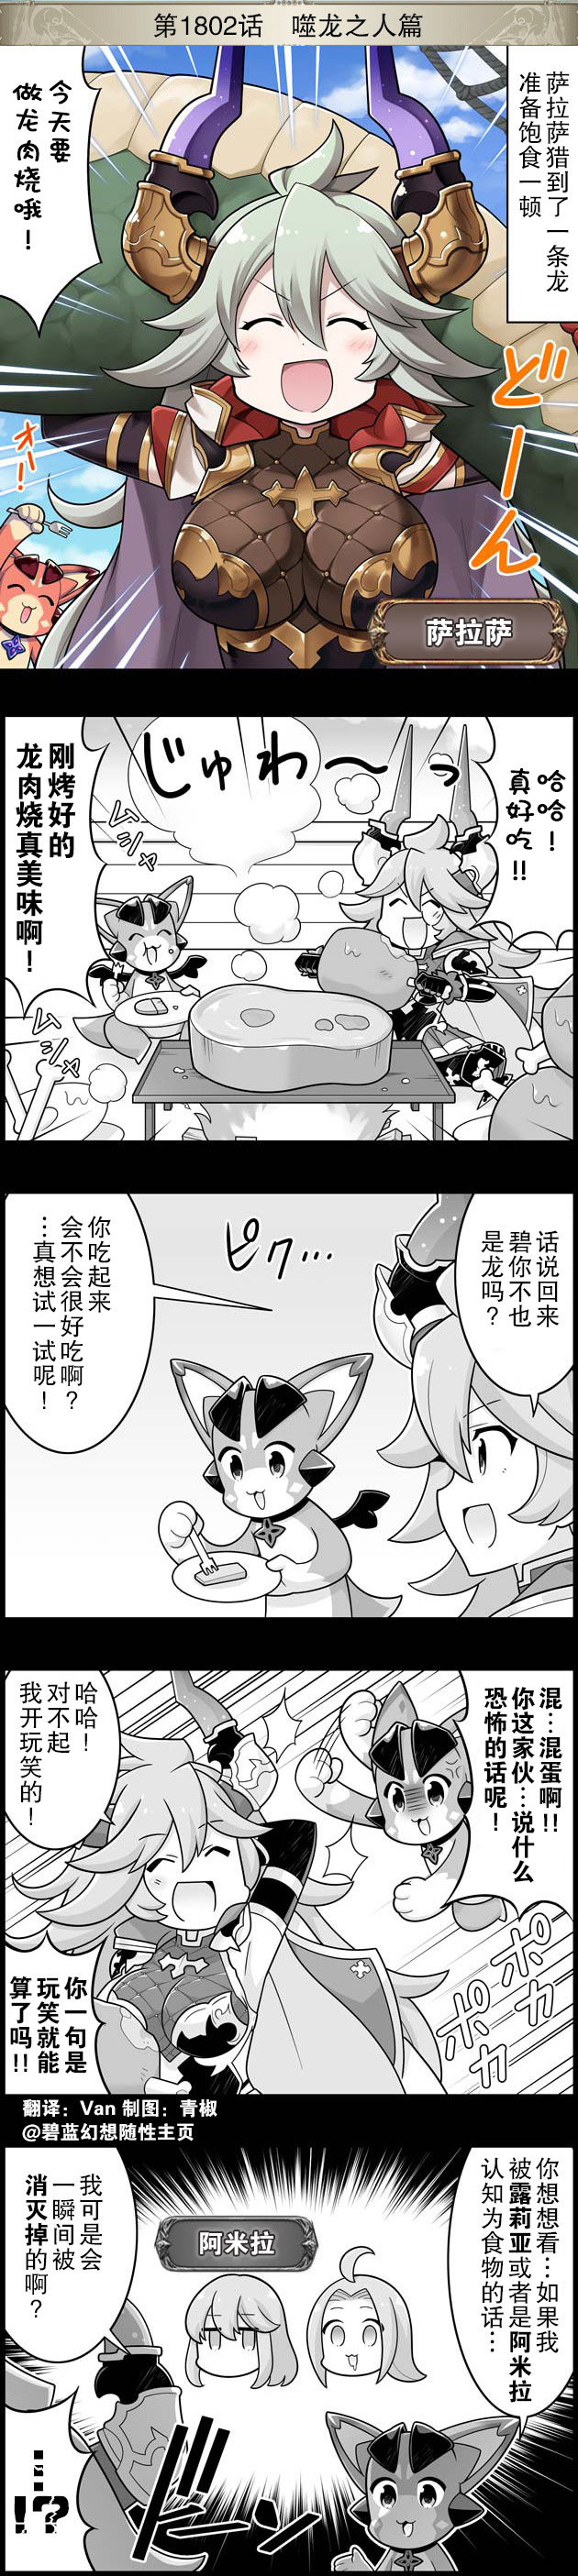 第1802话　噬龙之人篇
萨拉萨猎到了一条龙
准备饱食一顿
今天要
做龙肉烧哦！
どーん
オー！
萨拉萨
哈哈！
真好吃!!
じゅわ～っ
刚烤好的
龙肉烧真美味啊！
ムシャ
ムシャ
话说回来
碧你不也
是龙吗？
ピク…
你吃起来
会不会很好吃啊？
…真想试一试呢！
混…混蛋啊!!
你这家伙…说什么
恐怖的话呢！
哈哈！
对不起
我开玩笑的！
ポカ
ポカ
你一句是
玩笑就能
算了吗!!
翻译：Van 制图：青椒
@碧蓝幻想随性主页
你想想看…如果我
被露莉亚或者是阿米拉
认知为食物的话…
阿米拉
我可是会
一瞬间被
消灭掉的啊？
ドーン!!
…!?